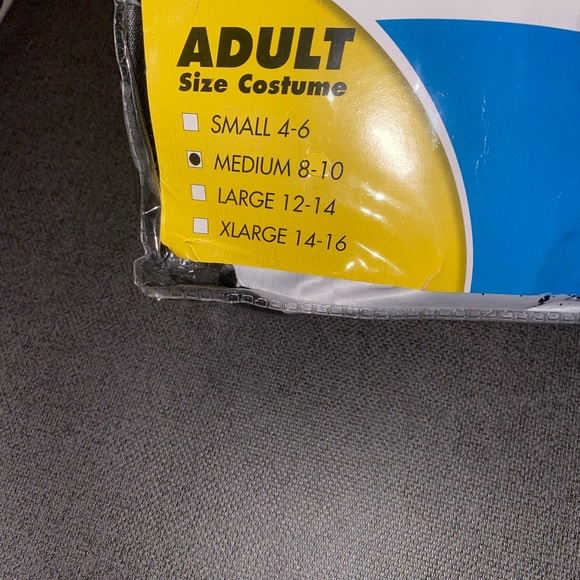 ADULT
Size Costume
SMALL 4-6
MEDIUM 8-10
LARGE 12-14
XLARGE 14-16